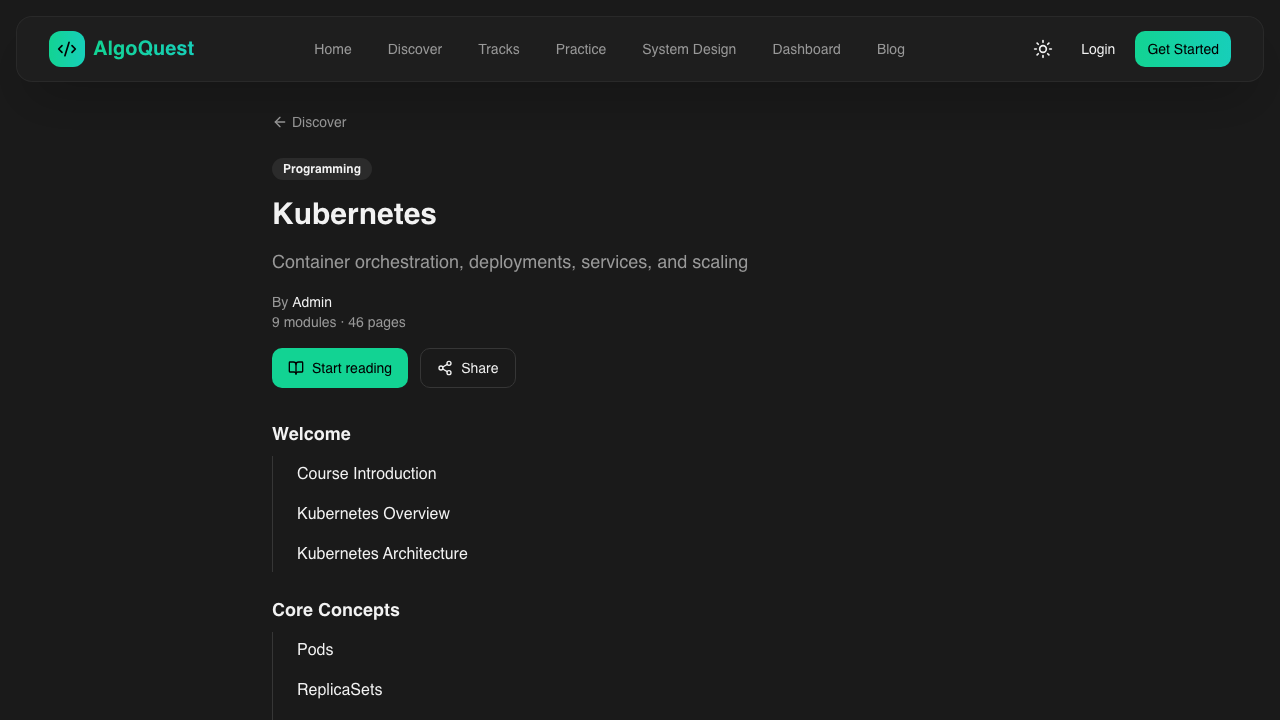 AlgoQuest
Home
Discover
Tracks
Practice
System Design
Dashboard
Blog
Login
Get Started
Discover
Programming
Kubernetes
Container orchestration, deployments, services, and scaling
By Admin
9 modules · 46 pages
Start reading
Share
Welcome
Course Introduction
Kubernetes Overview
Kubernetes Architecture
Core Concepts
Pods
ReplicaSets